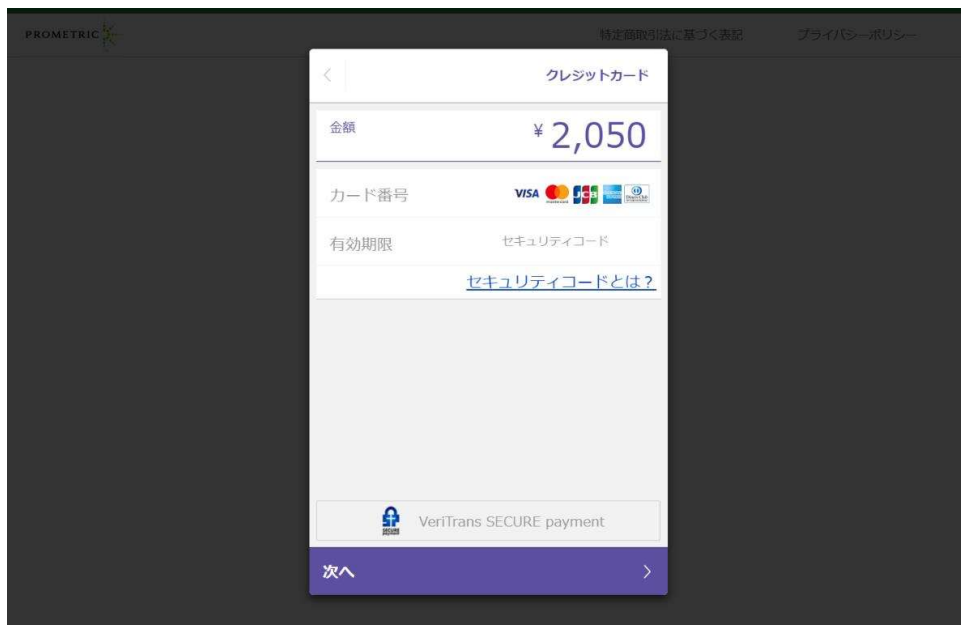 PROMETRIC
特定商取引法に基づく表記 プライバシーポリシー
クレジットカード
金額 ¥ 2,050
カード番号 VISA JCB
有効期限 セキュリティコード
セキュリティコードとは？
VeriTrans SECURE payment
次へ